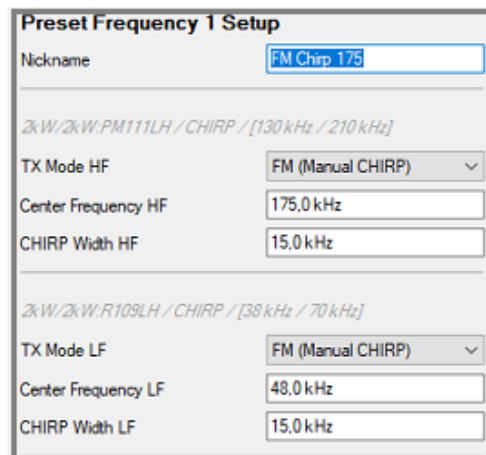 Preset Frequency 1 Setup
Nickname FM Chirp 175
2kW/2kW:PM111LH / CHIRP / [130 kHz / 210 kHz]
TX Mode HF FM (Manual CHIRP)
Center Frequency HF 175,0 kHz
CHIRP Width HF 15,0 kHz
2kW/2kW:R109LH / CHIRP / [38 kHz / 70 kHz]
TX Mode LF FM (Manual CHIRP)
Center Frequency LF 48,0 kHz
CHIRP Width LF 15,0 kHz